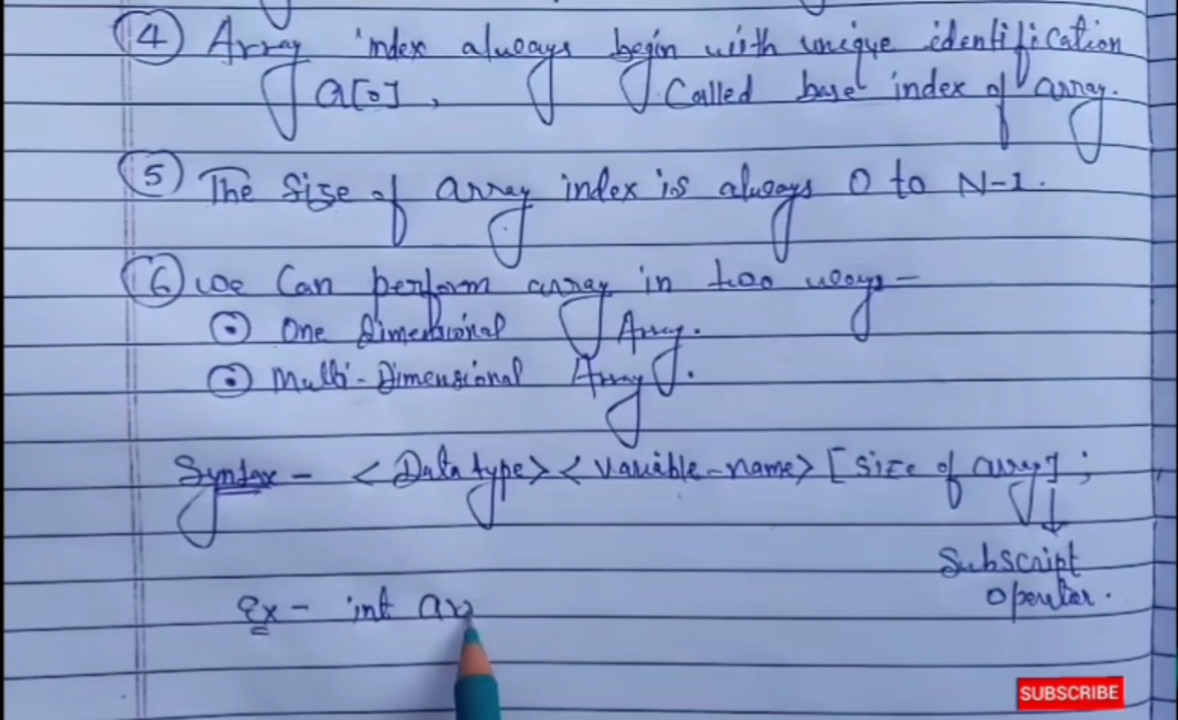 ④ Array index always begin with unique identification
a[0], called base index of array.
⑤ The Size of array index is always 0 to N-1.
⑥ we Can perform array in two ways -
⊙ One Dimensional Array.
⊙ Multi-Dimensional Array.
Syntax - <Data type> <variable-name> [size of array];
Subscript
operator.
Ex - int ar
SUBSCRIBE